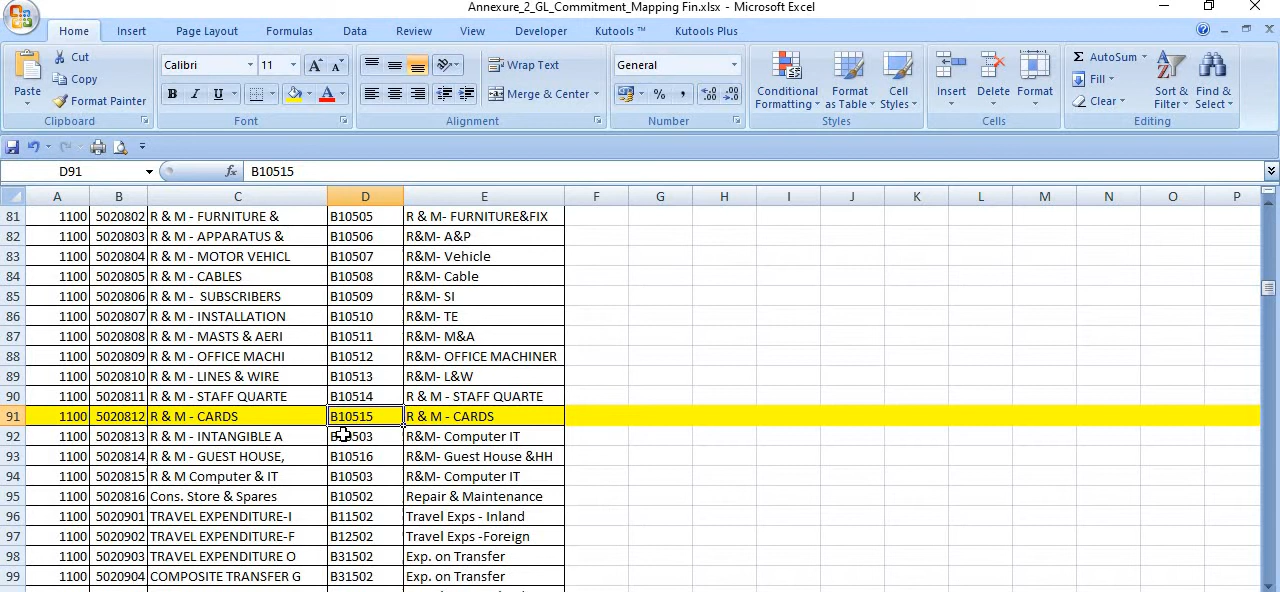 Annexure_2_GL_Commitment_Mapping Fin.xlsx - Microsoft Excel
Home Insert Page Layout Formulas Data Review View Developer Kutools ™ Kutools Plus
Cut
Copy
Format Painter
Paste
Clipboard
Calibri 11
B I U
Font
Wrap Text
Merge & Center
Alignment
General
% ,
Number
Conditional Formatting
Format as Table
Cell Styles
Styles
Insert Delete Format
Cells
Σ AutoSum
Fill
Clear
Sort & Filter
Find & Select
Editing
D91 fx B10515
A B C D E F G H I J K L M N O P
81 1100 5020802 R & M - FURNITURE & B10505 R & M- FURNITURE&FIX
82 1100 5020803 R & M - APPARATUS & B10506 R&M- A&P
83 1100 5020804 R & M - MOTOR VEHICL B10507 R&M- Vehicle
84 1100 5020805 R & M - CABLES B10508 R&M- Cable
85 1100 5020806 R & M - SUBSCRIBERS B10509 R&M- SI
86 1100 5020807 R & M - INSTALLATION B10510 R&M- TE
87 1100 5020808 R & M - MASTS & AERI B10511 R&M- M&A
88 1100 5020809 R & M - OFFICE MACHI B10512 R&M- OFFICE MACHINER
89 1100 5020810 R & M - LINES & WIRE B10513 R&M- L&W
90 1100 5020811 R & M - STAFF QUARTE B10514 R & M - STAFF QUARTE
91 1100 5020812 R & M - CARDS B10515 R & M - CARDS
92 1100 5020813 R & M - INTANGIBLE A R&M- Computer IT
93 1100 5020814 R & M - GUEST HOUSE, B10516 R&M- Guest House &HH
94 1100 5020815 R & M Computer & IT B10503 R&M- Computer IT
95 1100 5020816 Cons. Store & Spares B10502 Repair & Maintenance
96 1100 5020901 TRAVEL EXPENDITURE-I B11502 Travel Exps - Inland
97 1100 5020902 TRAVEL EXPENDITURE-F B12502 Travel Exps -Foreign
98 1100 5020903 TRAVEL EXPENDITURE O B31502 Exp. on Transfer
99 1100 5020904 COMPOSITE TRANSFER G B31502 Exp. on Transfer